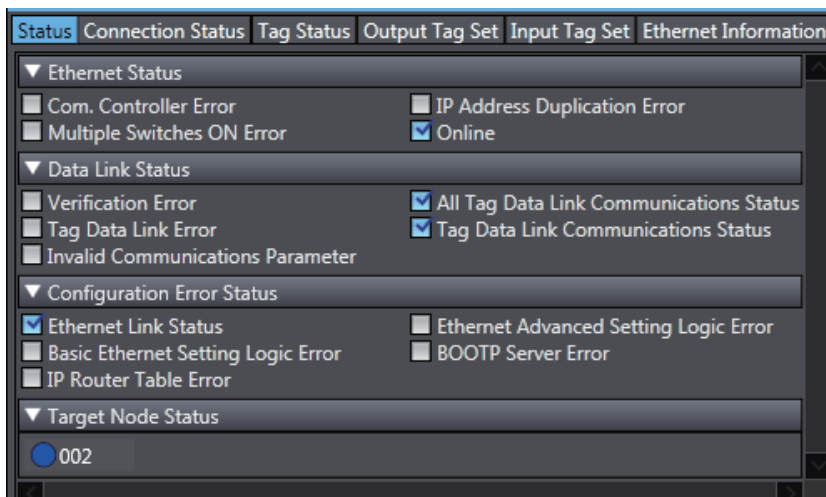 Status Connection Status Tag Status Output Tag Set Input Tag Set Ethernet Information
Ethernet Status
Com. Controller Error IP Address Duplication Error
Multiple Switches ON Error Online
Data Link Status
Verification Error All Tag Data Link Communications Status
Tag Data Link Error Tag Data Link Communications Status
Invalid Communications Parameter
Configuration Error Status
Ethernet Link Status Ethernet Advanced Setting Logic Error
Basic Ethernet Setting Logic Error BOOTP Server Error
IP Router Table Error
Target Node Status
002